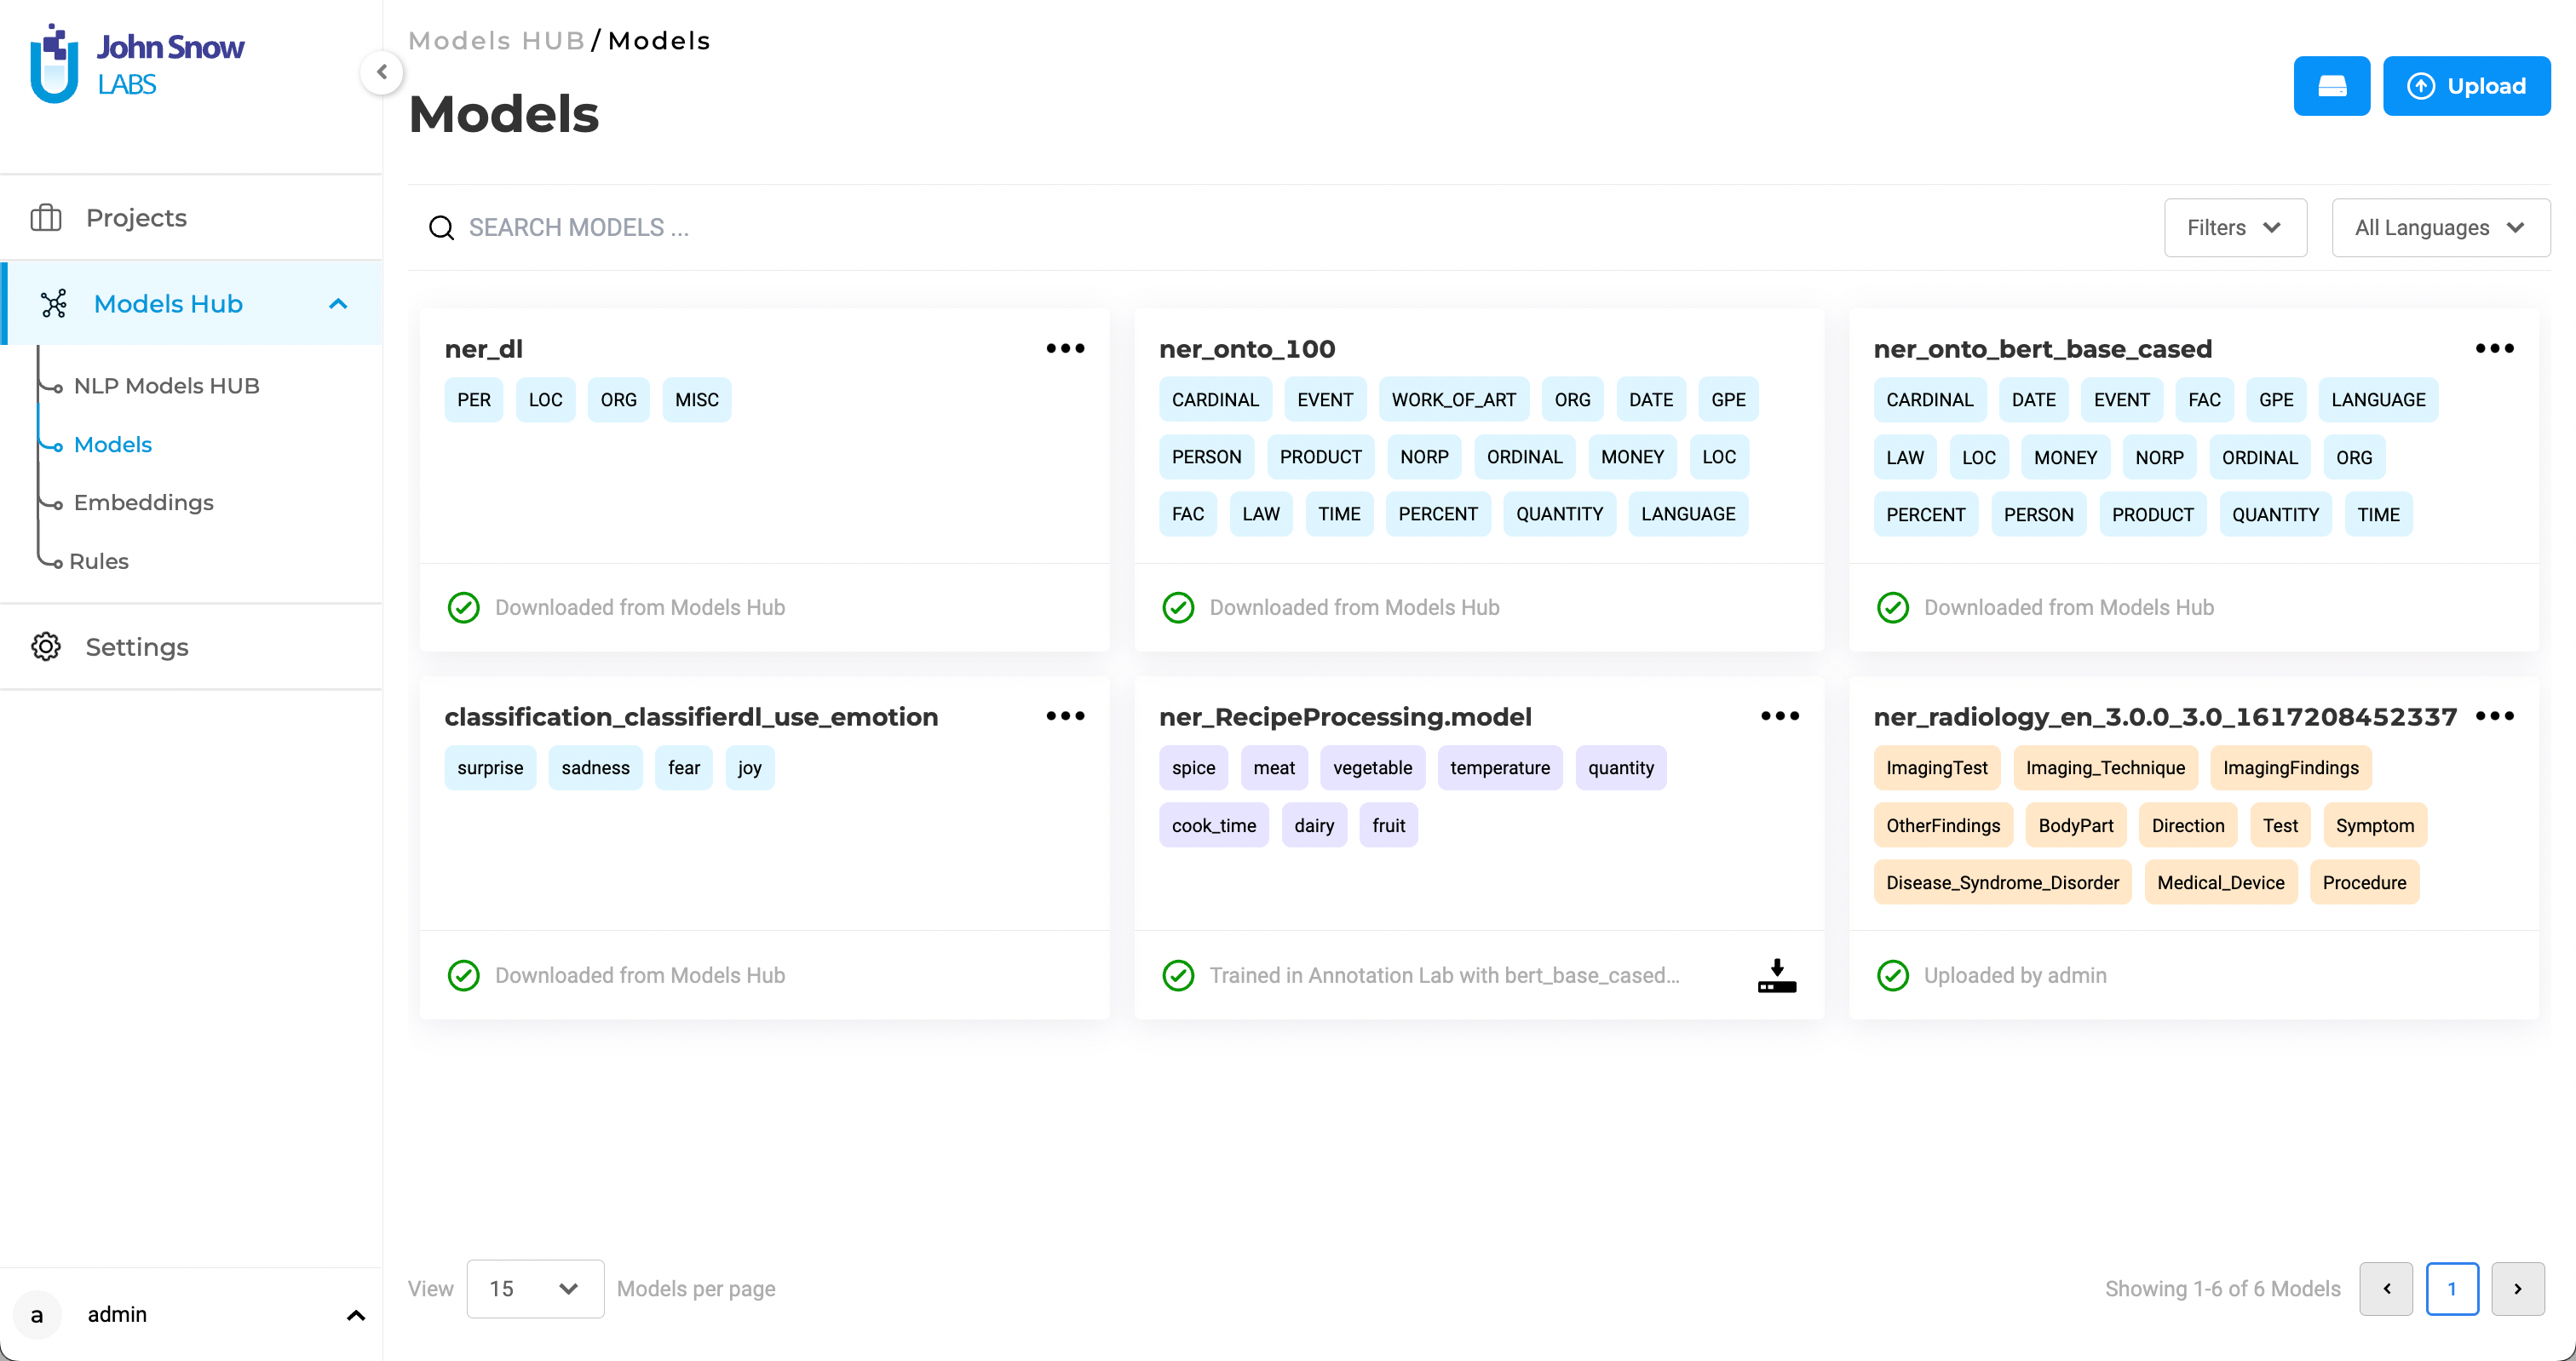 John Snow
LABS
Projects
Models Hub
NLP Models HUB
Models
Embeddings
Rules
Settings
a admin
Models HUB / Models
Models
Upload
SEARCH MODELS ...
Filters
All Languages
ner_dl
PER LOC ORG MISC
Downloaded from Models Hub
ner_onto_100
CARDINAL EVENT WORK_OF_ART ORG DATE GPE
PERSON PRODUCT NORP ORDINAL MONEY LOC
FAC LAW TIME PERCENT QUANTITY LANGUAGE
Downloaded from Models Hub
ner_onto_bert_base_cased
CARDINAL DATE EVENT FAC GPE LANGUAGE
LAW LOC MONEY NORP ORDINAL ORG
PERCENT PERSON PRODUCT QUANTITY TIME
Downloaded from Models Hub
classification_classifierdl_use_emotion
surprise sadness fear joy
Downloaded from Models Hub
ner_RecipeProcessing.model
spice meat vegetable temperature quantity
cook_time dairy fruit
Trained in Annotation Lab with bert_base_cased...
ner_radiology_en_3.0.0_3.0_1617208452337
ImagingTest Imaging_Technique ImagingFindings
OtherFindings BodyPart Direction Test Symptom
Disease_Syndrome_Disorder Medical_Device Procedure
Uploaded by admin
View 15 Models per page
Showing 1-6 of 6 Models 1